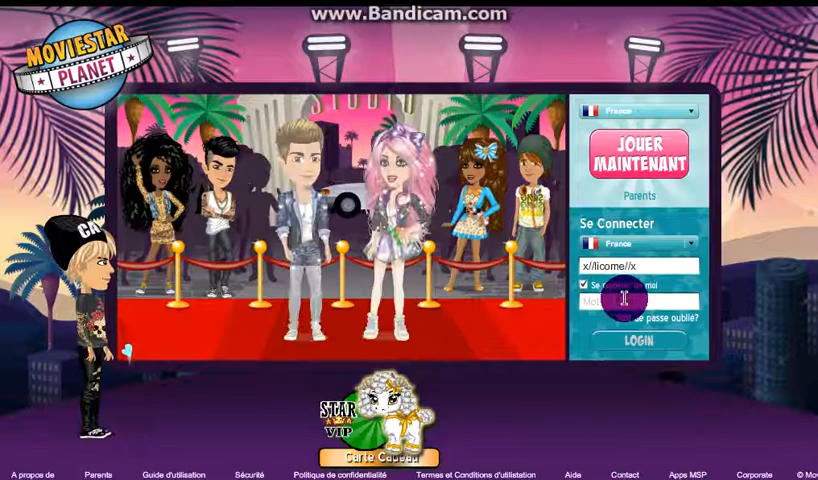 www.Bandicam.com
MOVIESTAR
PLANET
STUDIO
France
JOUER
MAINTENANT
Parents
Se Connecter
France
x//licome//x
de passe oublié?
LOGIN
STAR
VIP
Carte Cadeau
A propos de
Parents
Guide d'utilisation
Sécurité
Politique de confidentialité
Termes et Conditions d'utilistation
Aide
Contact
Apps MSP
Corporate